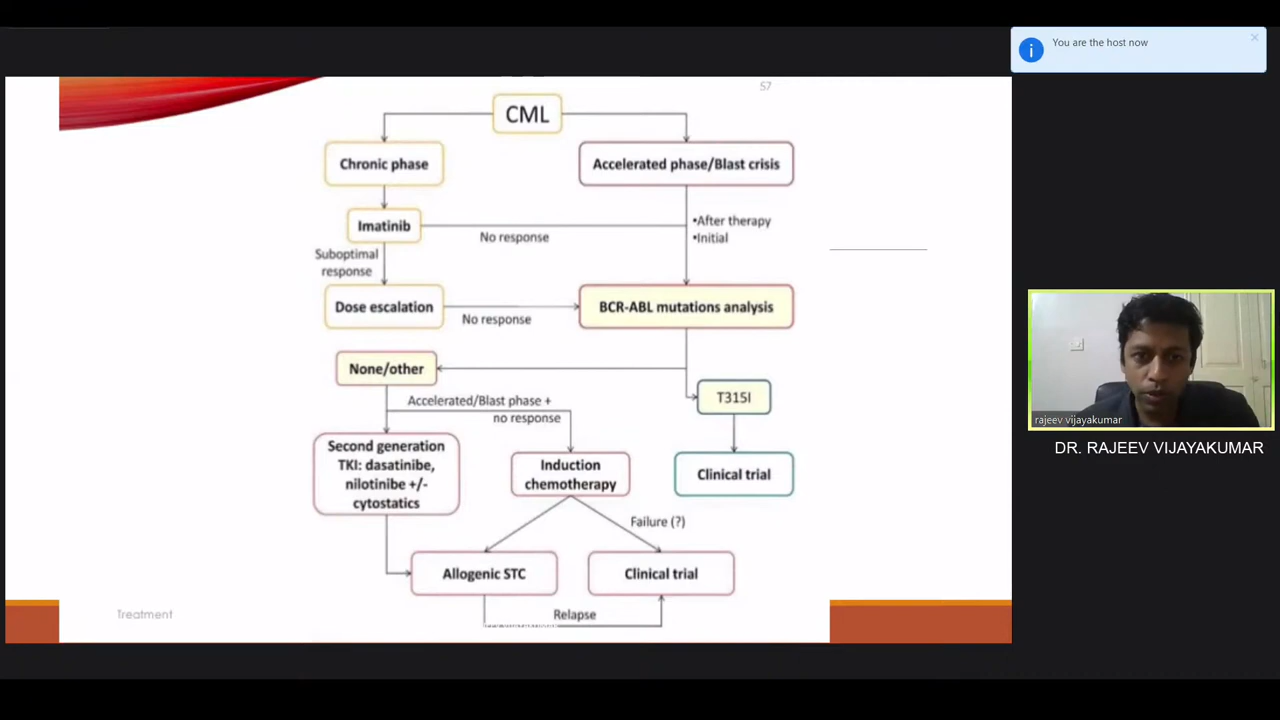 You are the host now
57
CML
Chronic phase
Accelerated phase/Blast crisis
Imatinib
No response
•After therapy
•Initial
Suboptimal
response
Dose escalation
No response
BCR-ABL mutations analysis
None/other
Accelerated/Blast phase +
no response
T315I
Second generation
TKI: dasatinibe,
nilotinibe +/-
cytostatics
Induction
chemotherapy
Clinical trial
Failure (?)
Allogenic STC
Clinical trial
Relapse
Treatment
rajeev vijayakumar
DR. RAJEEV VIJAYAKUMAR